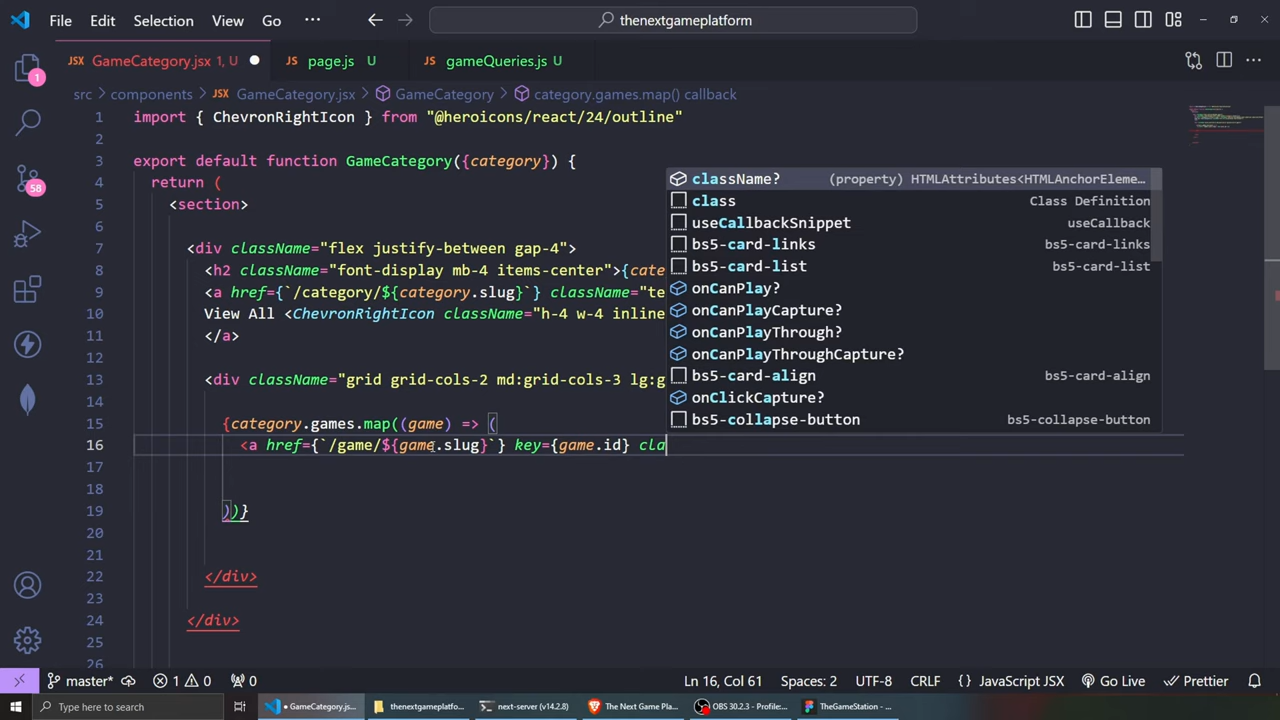 File Edit Selection View Go ··· thenextgameplatform
GameCategory.jsx 1, U page.js U gameQueries.js U
src > components > GameCategory.jsx > GameCategory > category.games.map() callback
1 import { ChevronRightIcon } from "@heroicons/react/24/outline"
2
3 export default function GameCategory({category}) {
4 return (
5 <section>
6
7 <div className="flex justify-between gap-4">
8 <h2 className="font-display mb-4 items-center">{cate
9 <a href={`/category/${category.slug}`} className="te
10 View All <ChevronRightIcon className="h-4 w-4 inline
11 </a>
12
13 <div className="grid grid-cols-2 md:grid-cols-3 lg:g
14
15 {category.games.map((game) => (
16 <a href={`/game/${game.slug}`} key={game.id} cla
17
18
19 ))}
20
21
22 </div>
23
24 </div>
25
26
className? (property) HTMLAttributes<HTMLAnchorEleme…
class Class Definition
useCallbackSnippet useCallback
bs5-card-links bs5-card-links
bs5-card-list bs5-card-list
onCanPlay?
onCanPlayCapture?
onCanPlayThrough?
onCanPlayThroughCapture?
bs5-card-align bs5-card-align
onClickCapture?
bs5-collapse-button bs5-collapse-button
1
58
master* 1 0 0 Ln 16, Col 61 Spaces: 2 UTF-8 CRLF {} JavaScript JSX Go Live Prettier
Type here to search GameCategory.js... thenextgameplatfo... next-server (v14.2.8) The Next Game Pla... OBS 30.2.3 - Profile:... TheGameStation - ...